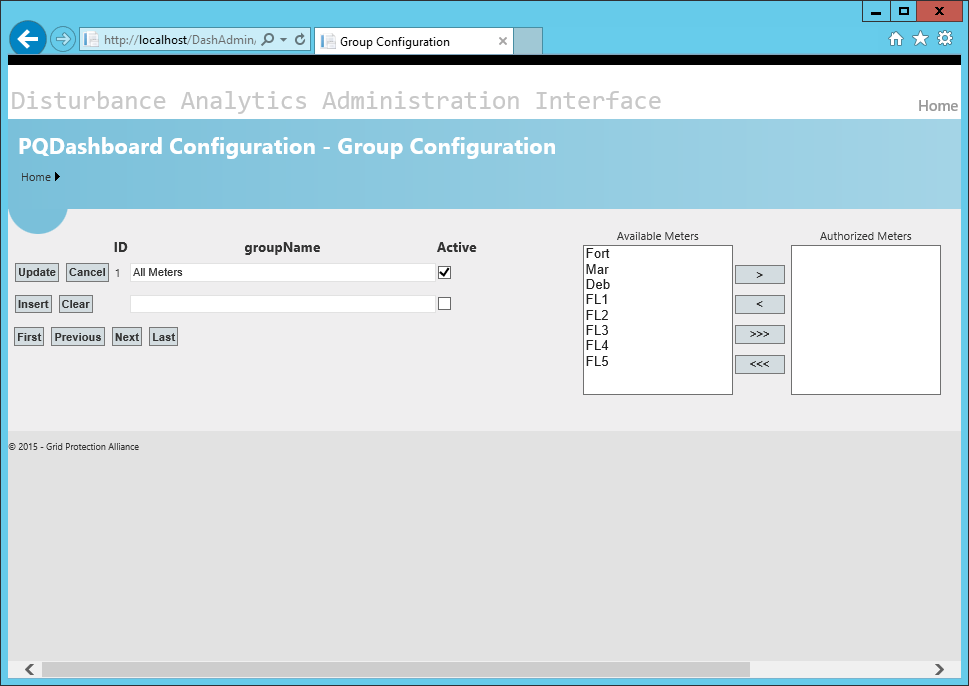 http://localhost/DashAdmin/
Group Configuration
Disturbance Analytics Administration Interface
Home
PQDashboard Configuration - Group Configuration
Home
ID groupName Active
Update Cancel 1 All Meters
Insert Clear
First Previous Next Last
Available Meters
Fort
Mar
Deb
FL1
FL2
FL3
FL4
FL5
>
<
>>>
<<<
Authorized Meters
© 2015 - Grid Protection Alliance